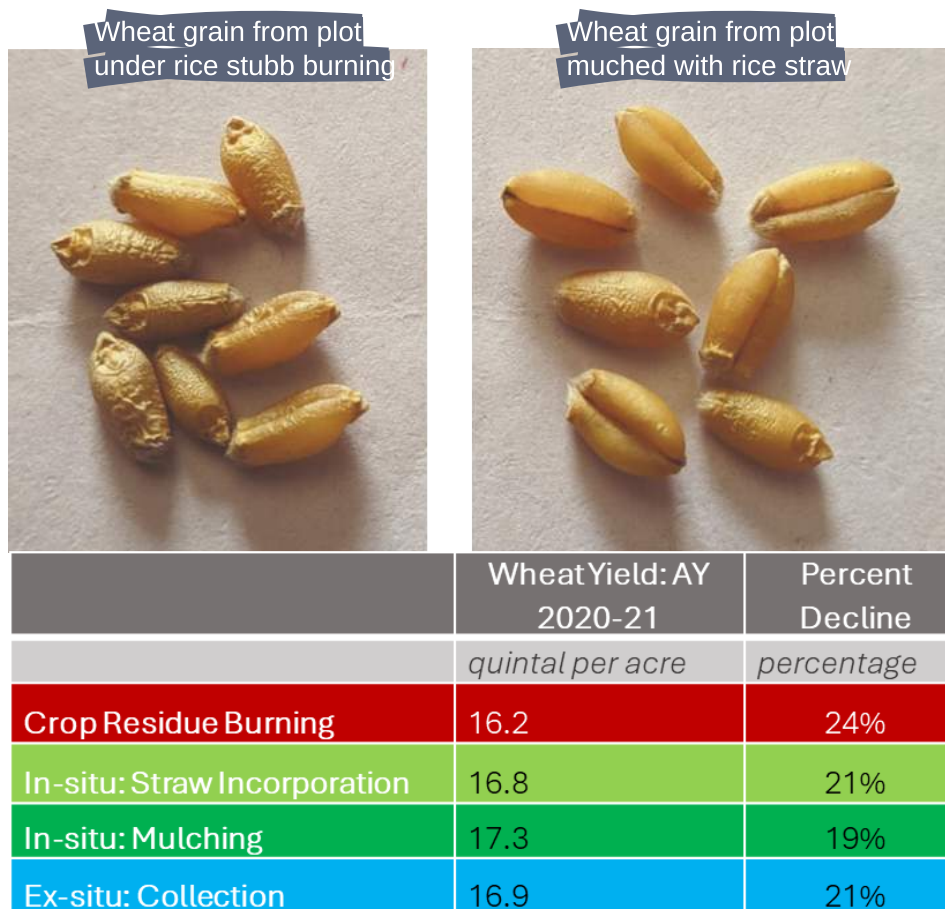 Wheat grain from plot
under rice stubb burning
Wheat grain from plot
muched with rice straw
Wheat Yield: AY
2020-21
Percent
Decline
quintal per acre
percentage
Crop Residue Burning 16.2 24%
In-situ: Straw Incorporation 16.8 21%
In-situ: Mulching 17.3 19%
Ex-situ: Collection 16.9 21%